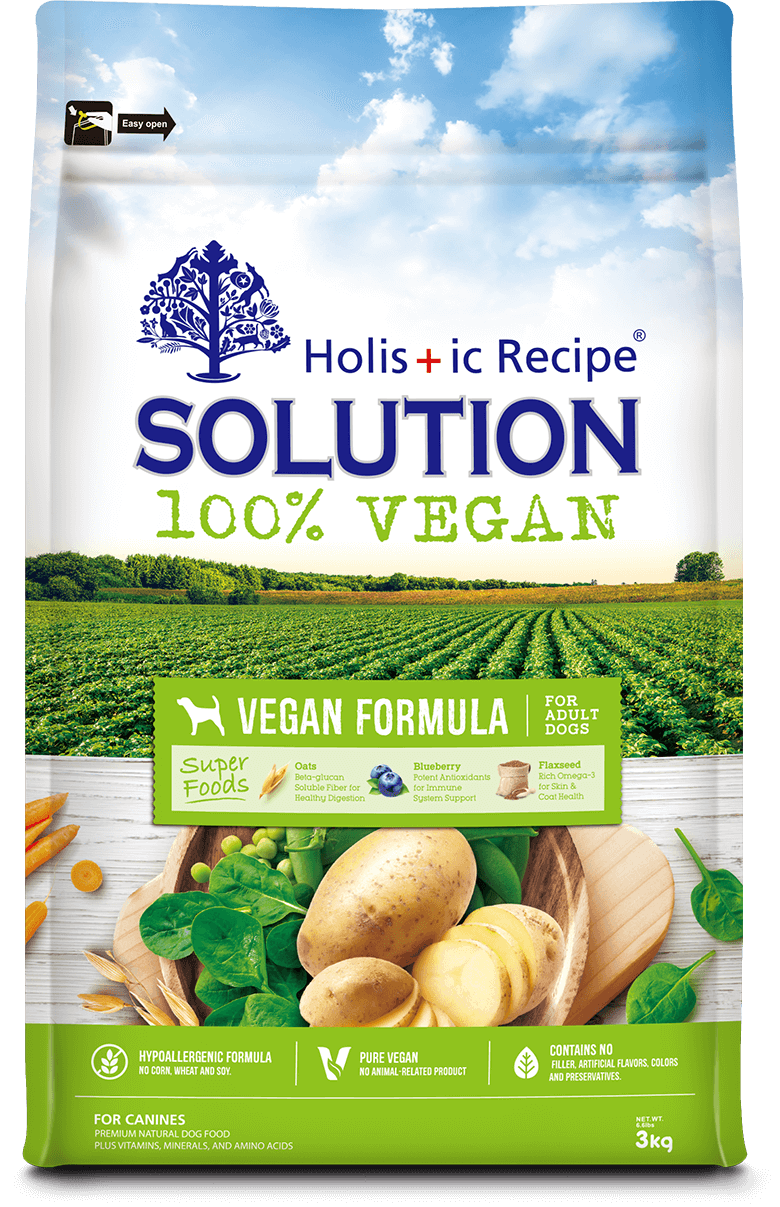 Easy open
Holis+ic Recipe®
SOLUTION
100% VEGAN
VEGAN FORMULA
FOR
ADULT
DOGS
Super
Foods
Oats
Beta-glucan
Soluble Fiber for
Healthy Digestion
Blueberry
Potent Antioxidants
for Immune
System Support
Flaxseed
Rich Omega-3
for Skin &
Coat Health
HYPOALLERGENIC FORMULA
NO CORN, WHEAT AND SOY.
PURE VEGAN
NO ANIMAL-RELATED PRODUCT
CONTAINS NO
FILLER, ARTIFICIAL FLAVORS, COLORS
AND PRESERVATIVES.
FOR CANINES
PREMIUM NATURAL DOG FOOD
PLUS VITAMINS, MINERALS, AND AMINO ACIDS
NET.WT.
6.6lbs
3kg